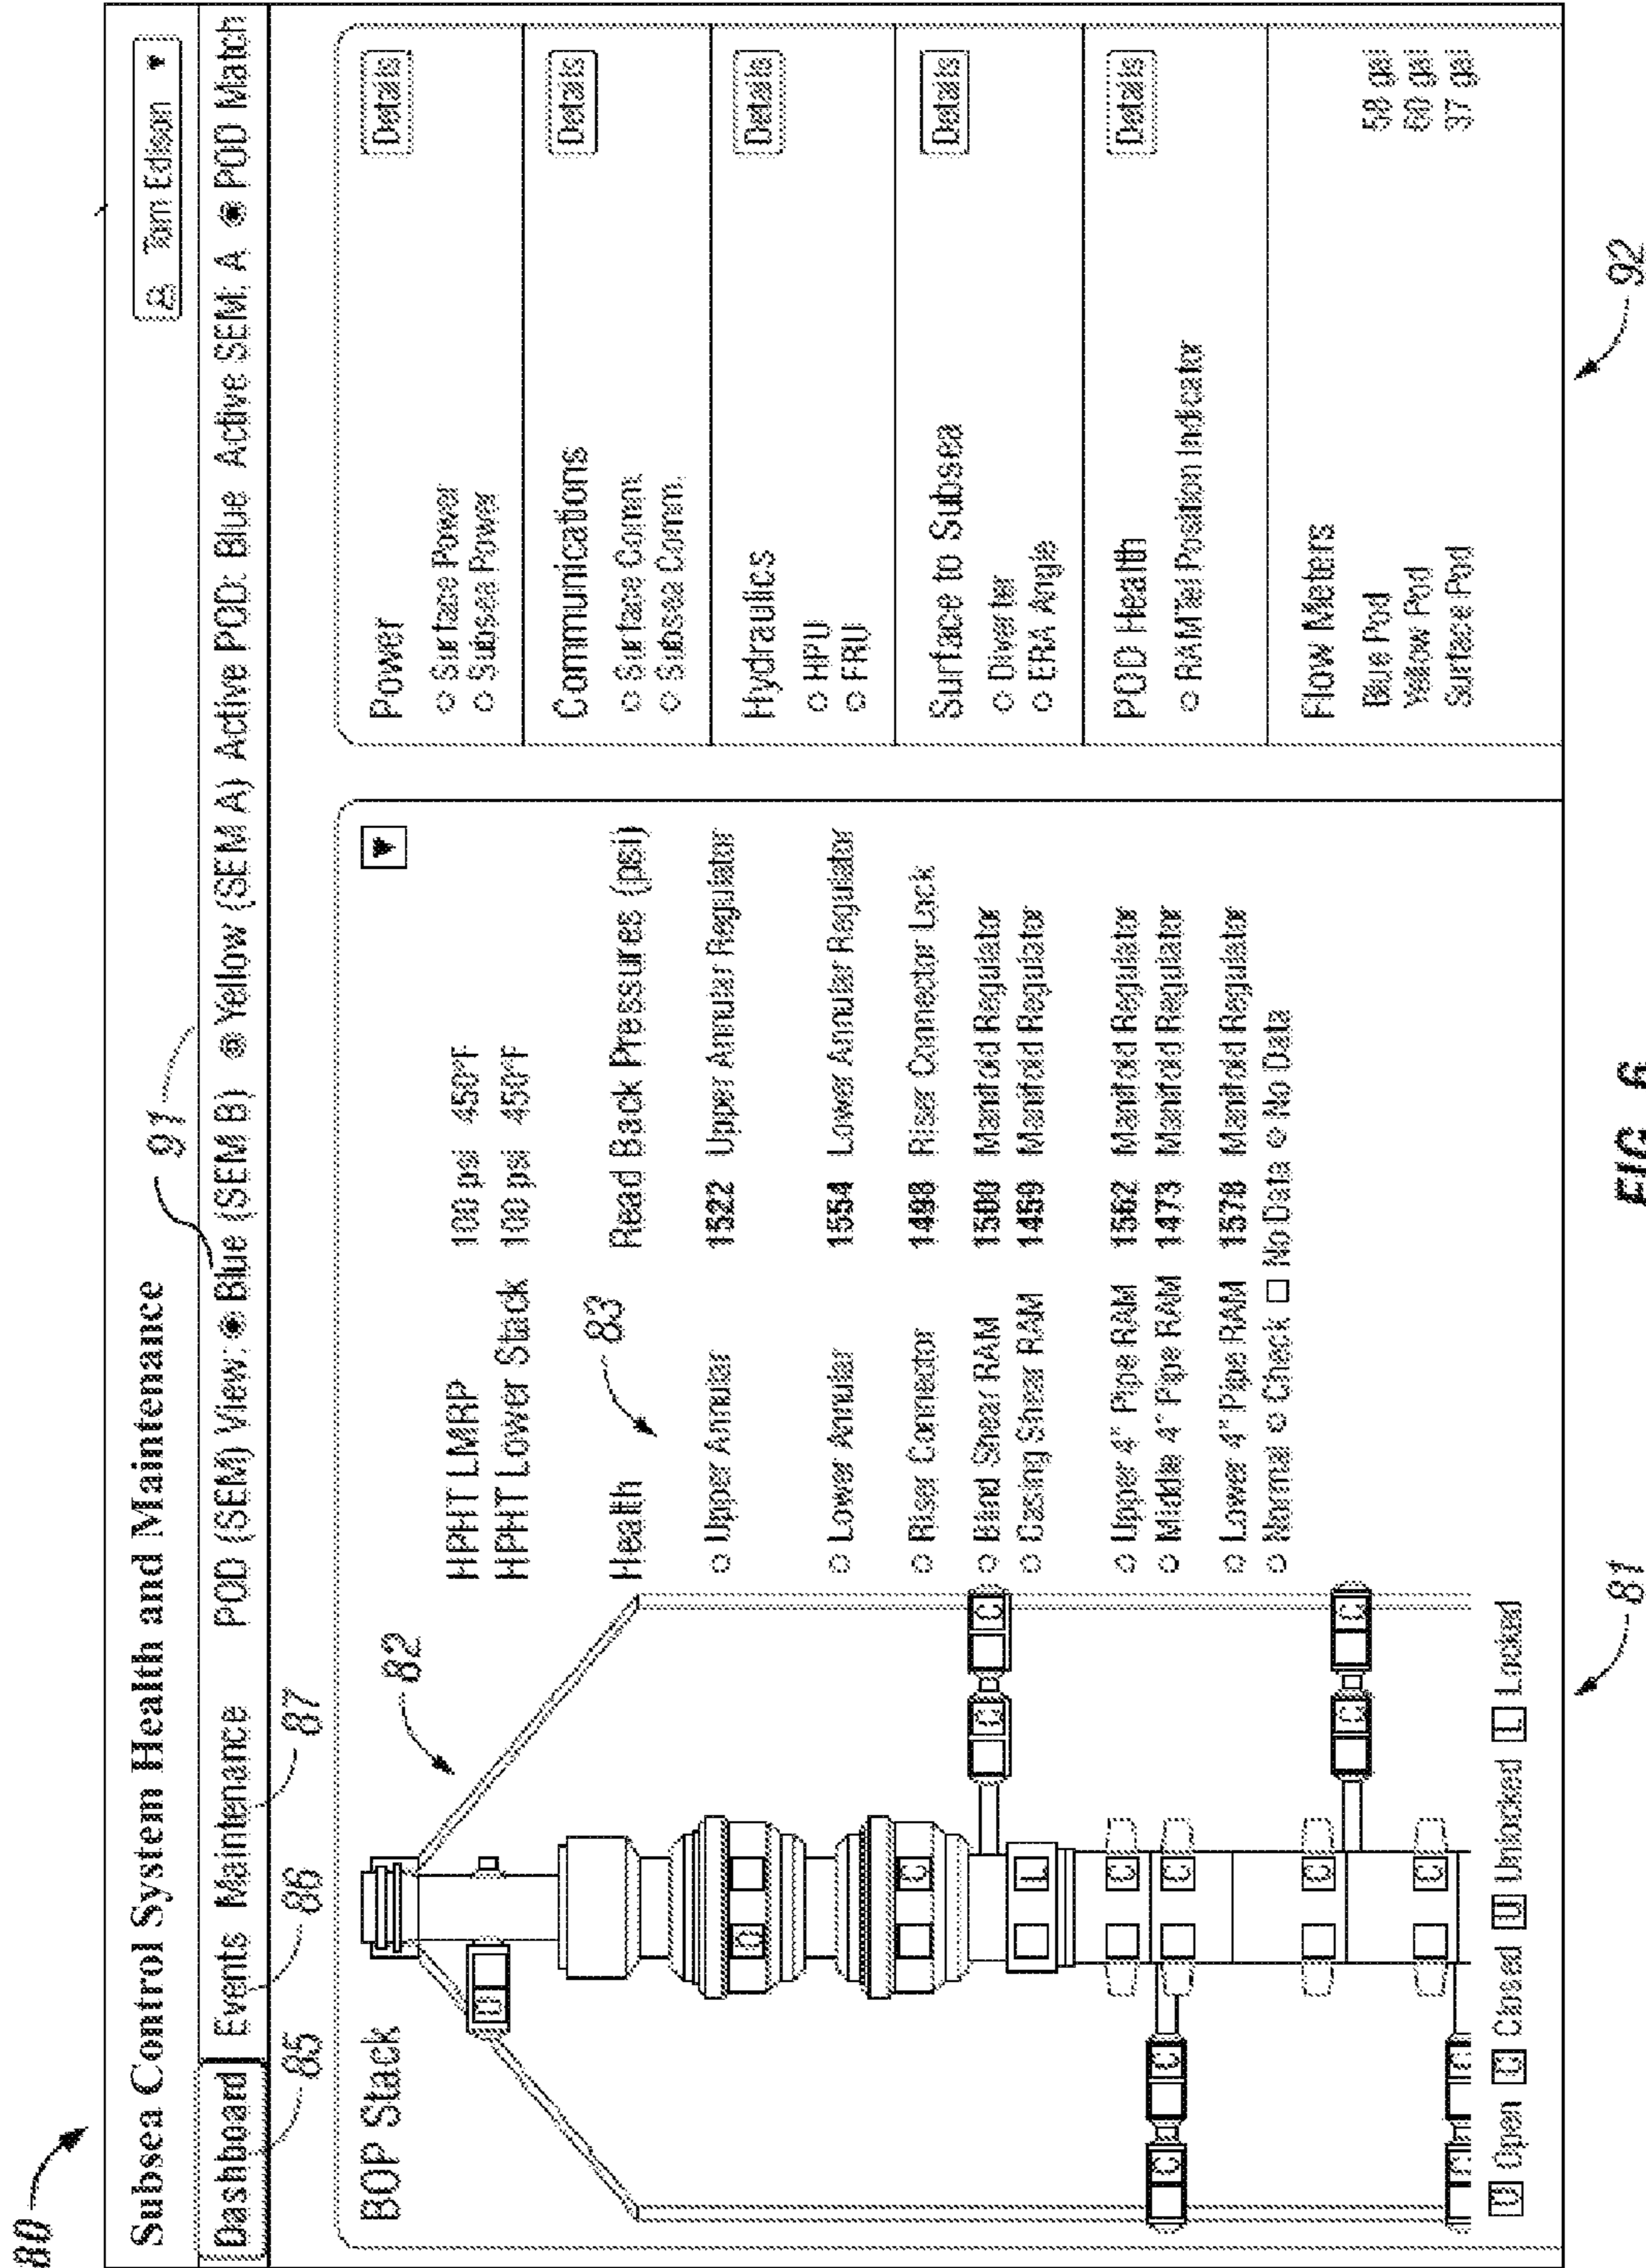 80
Subsea Control System Health and Maintenance
Tom Edison
91
Dashboard Events Maintenance POD (SEM) View: Blue (SEM B) Yellow (SEM A) Active POD: Blue Active SEM: A POD Match
85
86
87
BOP Stack
82
HPHT LMRP 100 psi 450°F
HPHT Lower Stack 100 psi 450°F
Health Read Back Pressures (psi)
83
Upper Annular 1522 Upper Annular Regulator
Lower Annular 1554 Lower Annular Regulator
Riser Connector 1498 Riser Connector Lock
Blind Shear RAM 1500 Manifold Regulator
Casing Shear RAM 1459 Manifold Regulator
Upper 4" Pipe RAM 1562 Manifold Regulator
Middle 4" Pipe RAM 1473 Manifold Regulator
Lower 4" Pipe RAM 1578 Manifold Regulator
Normal Check No Data No Data
O
O
C
C C
L
C
C C C
C
C C
C
Open C Closed U Unlocked L Locked
81
Power Details
Surface Power
Subsea Power
Communications Details
Surface Comm.
Subsea Comm.
Hydraulics Details
HPU
FRU
Surface to Subsea Details
Diverter
ERA Angle
POD Health Details
RAMTel Position Indicator
Flow Meters
Blue Pod 58 gal
Yellow Pod 60 gal
Surface Pod 37 gal
92
FIG. 6